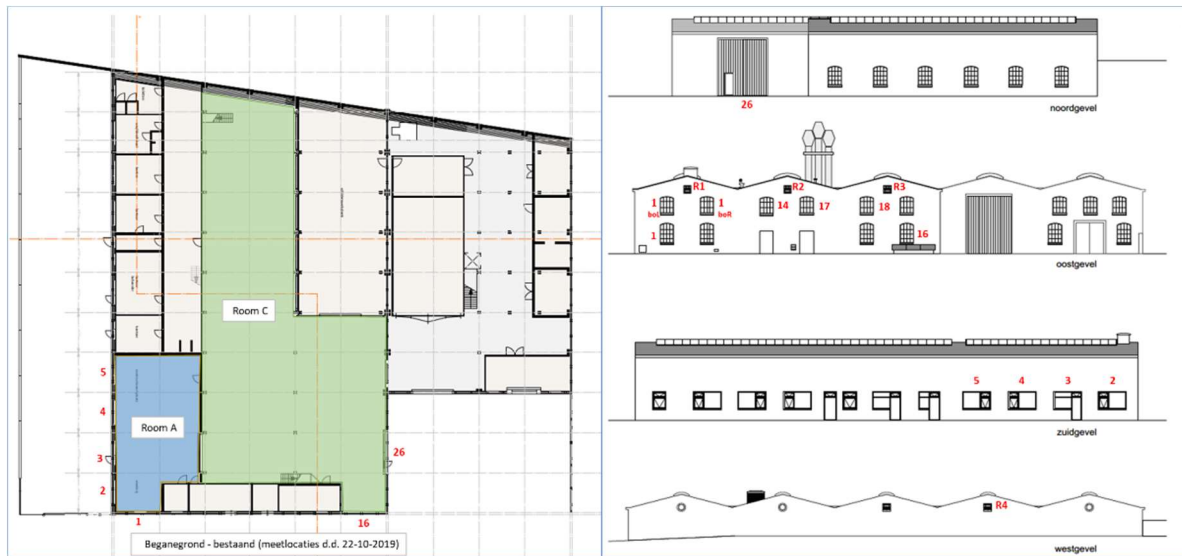 Room C
Room A
5
4
3
2
1
16
26
Beganegrond - bestaand (meetlocaties d.d. 22-10-2019)
26
noordgevel
R1
R2
R3
1
boL
1
boR
14
17
18
1
16
oostgevel
5
4
3
2
zuidgevel
R4
westgevel